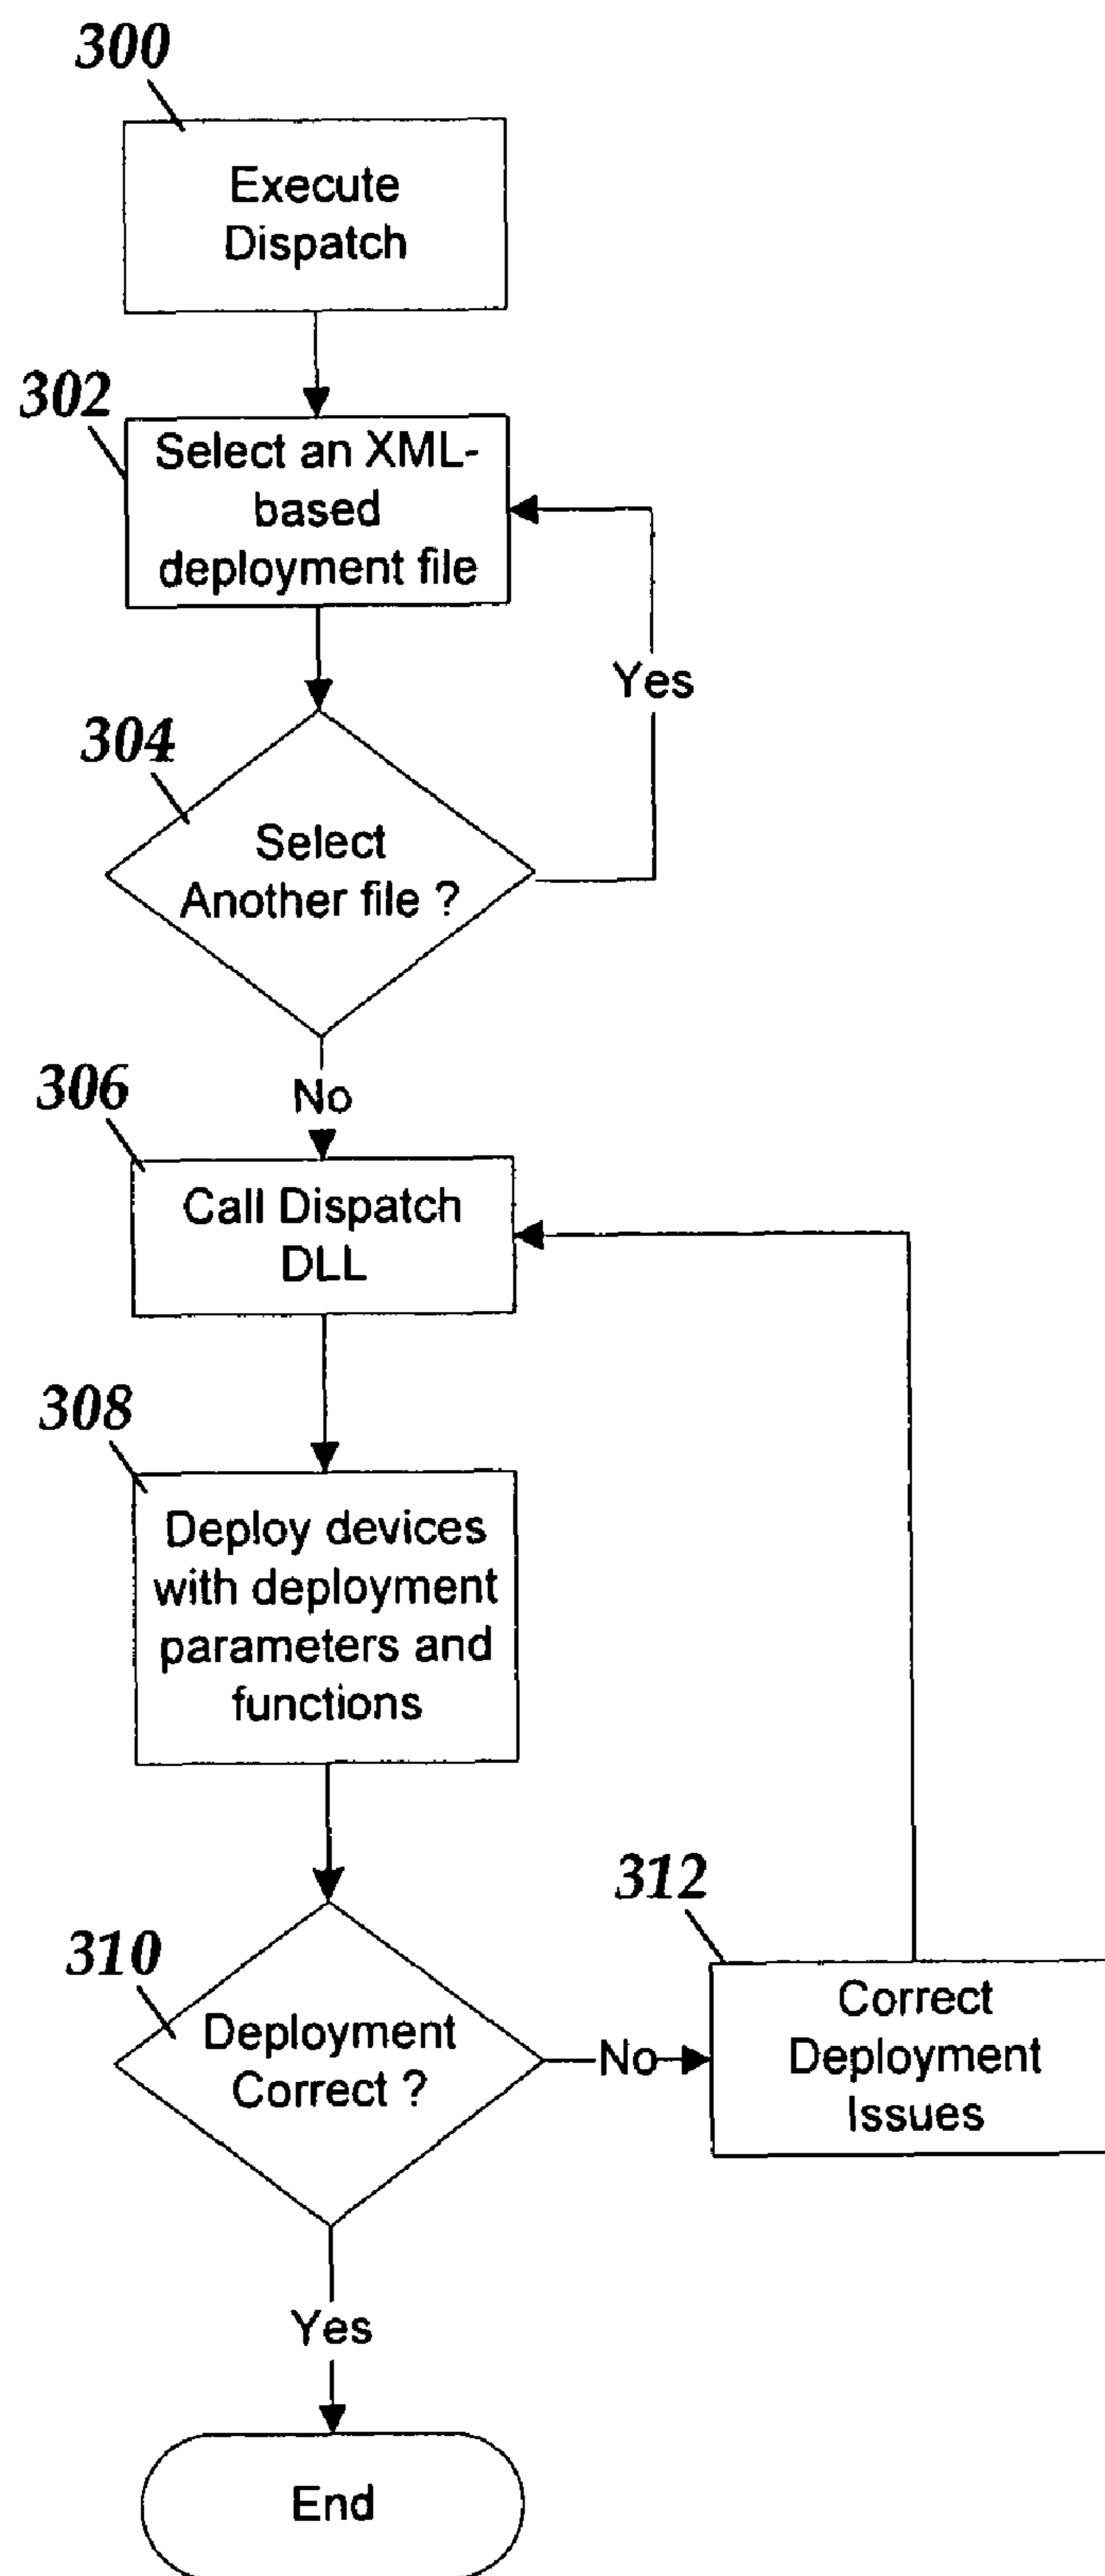 300
Execute
Dispatch
302
Select an XML-
based
deployment file
Yes
304
Select
Another file ?
No
306
Call Dispatch
DLL
308
Deploy devices
with deployment
parameters and
functions
310
Deployment
Correct ?
No
312
Correct
Deployment
Issues
Yes
End